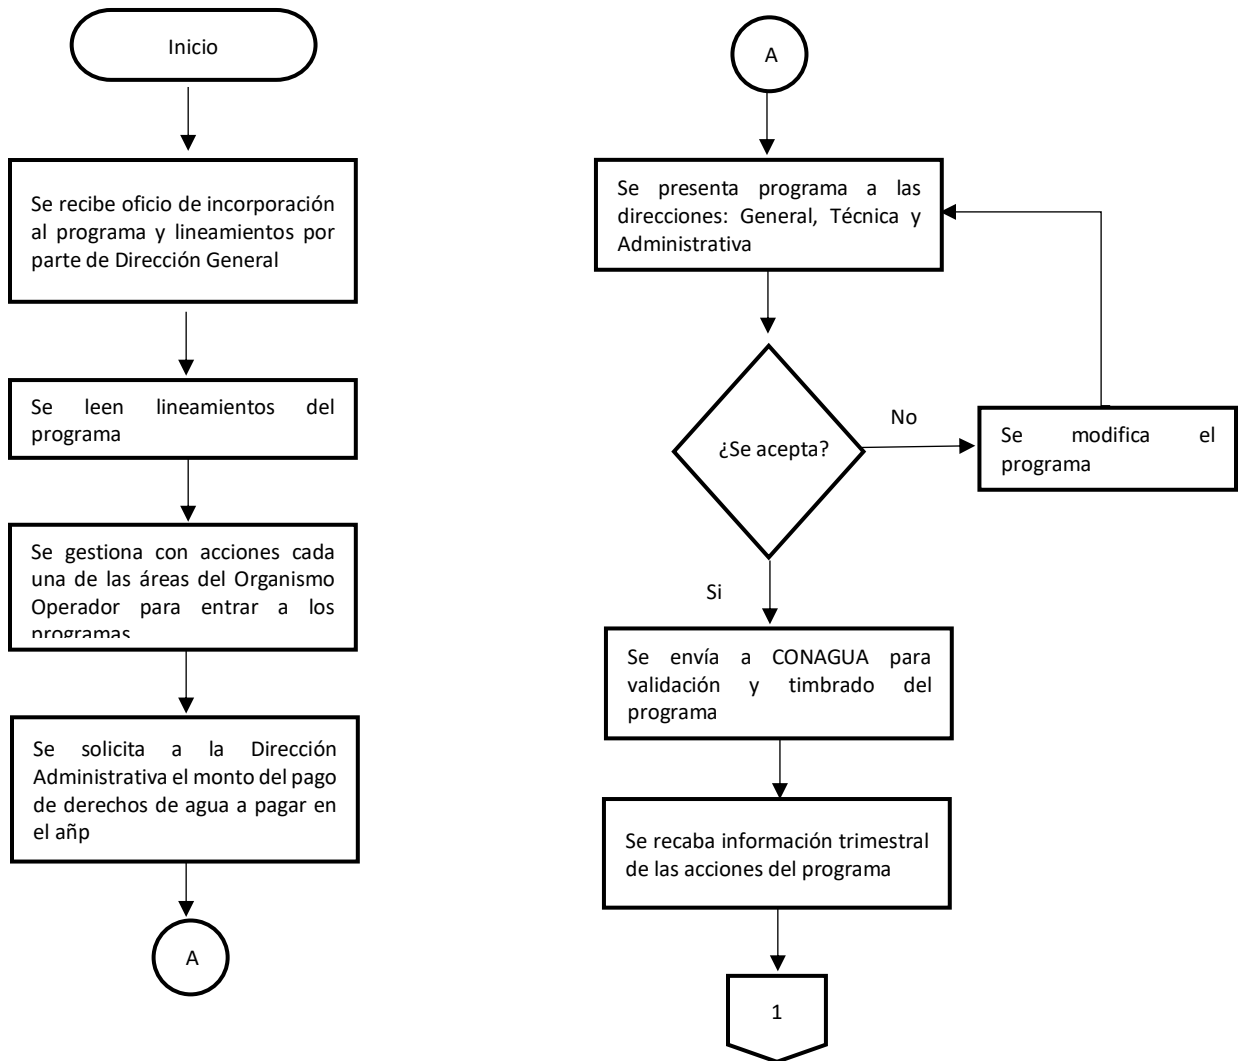 Inicio
Se recibe oficio de incorporación
al programa y lineamientos por
parte de Dirección General
Se leen lineamientos del
programa
Se gestiona con acciones cada
una de las áreas del Organismo
Operador para entrar a los
programas
Se solicita a la Dirección
Administrativa el monto del pago
de derechos de agua a pagar en
el añp
A
A
Se presenta programa a las
direcciones: General, Técnica y
Administrativa
¿Se acepta?
No
Se modifica el
programa
Si
Se envía a CONAGUA para
validación y timbrado del
programa
Se recaba información trimestral
de las acciones del programa
1